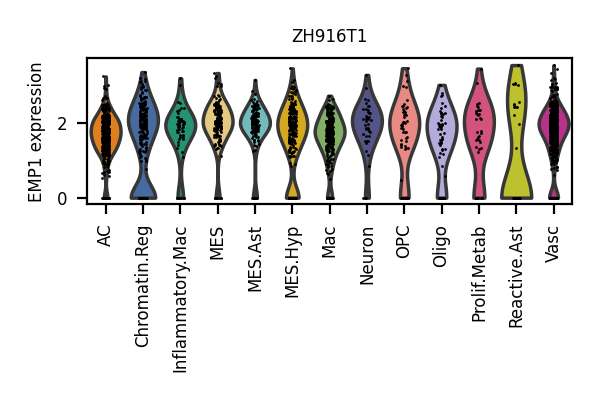 ZH916T1
EMP1 expression
2
0
AC
Chromatin.Reg
Inflammatory.Mac
MES
MES.Ast
MES.Hyp
Mac
Neuron
OPC
Oligo
Prolif.Metab
Reactive.Ast
Vasc